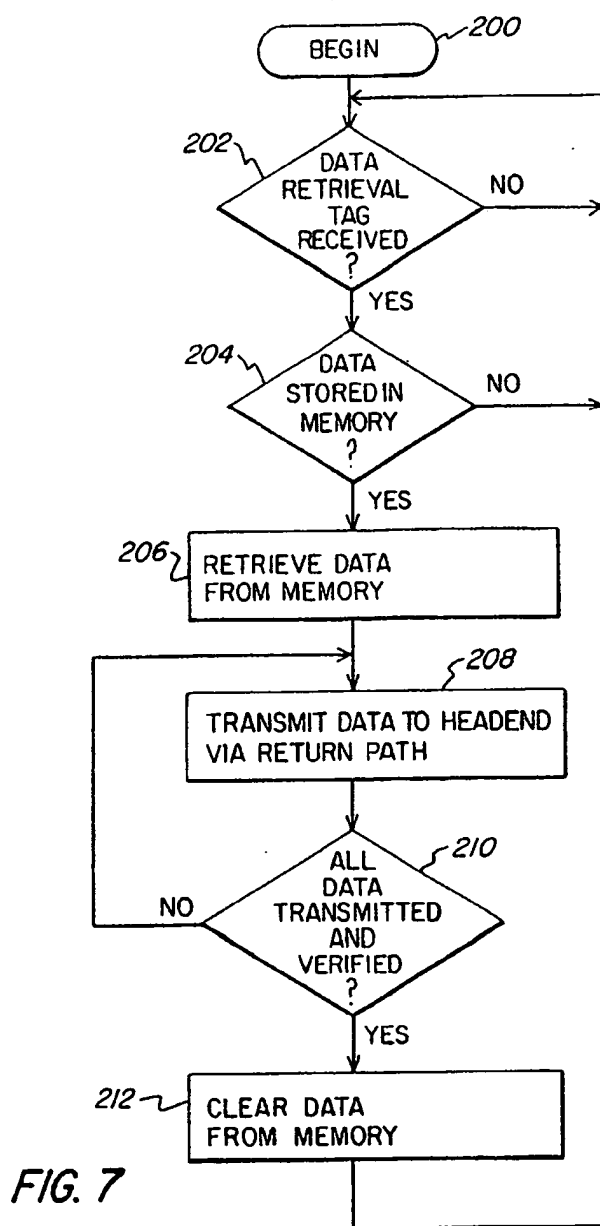 200
BEGIN
202
DATA
RETRIEVAL
TAG
RECEIVED
?
NO
YES
204
DATA
STORED IN
MEMORY
?
NO
YES
206
RETRIEVE DATA
FROM MEMORY
208
TRANSMIT DATA TO HEADEND
VIA RETURN PATH
210
ALL
DATA
TRANSMITTED
AND
VERIFIED
?
NO
YES
212
CLEAR DATA
FROM MEMORY
FIG. 7